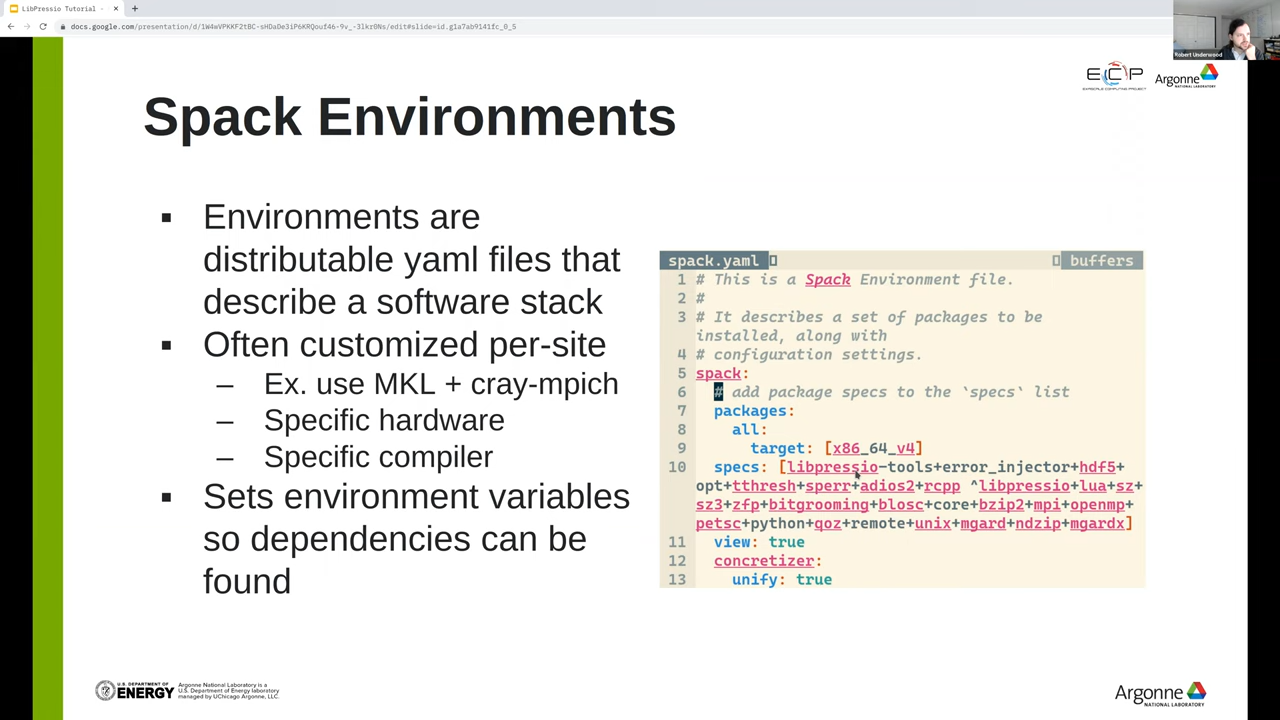 LibPressio Tutorial -
docs.google.com/presentation/d/1W4wVPKKF2tBC-sHDaDe3iP6KRQouf46-9v_-3lkr0Ns/edit#slide=id.g1a7ab9141fc_0_5
Robert Underwood
ECP
EXASCALE COMPUTING PROJECT
Argonne
NATIONAL LABORATORY
Spack Environments
▪ Environments are
distributable yaml files that
describe a software stack
▪ Often customized per-site
– Ex. use MKL + cray-mpich
– Specific hardware
– Specific compiler
▪ Sets environment variables
so dependencies can be
found
spack.yaml buffers
1 # This is a Spack Environment file.
2 #
3 # It describes a set of packages to be
installed, along with
4 # configuration settings.
5 spack:
6 # add package specs to the `specs` list
7 packages:
8 all:
9 target: [x86_64_v4]
10 specs: [libpressio-tools+error_injector+hdf5+
opt+tthresh+sperr+adios2+rcpp ^libpressio+lua+sz+
sz3+zfp+bitgrooming+blosc+core+bzip2+mpi+openmp+
petsc+python+qoz+remote+unix+mgard+ndzip+mgardx]
11 view: true
12 concretizer:
13 unify: true
U.S. DEPARTMENT OF
ENERGY
Argonne National Laboratory is a
U.S. Department of Energy laboratory
managed by UChicago Argonne, LLC.
Argonne
NATIONAL LABORATORY